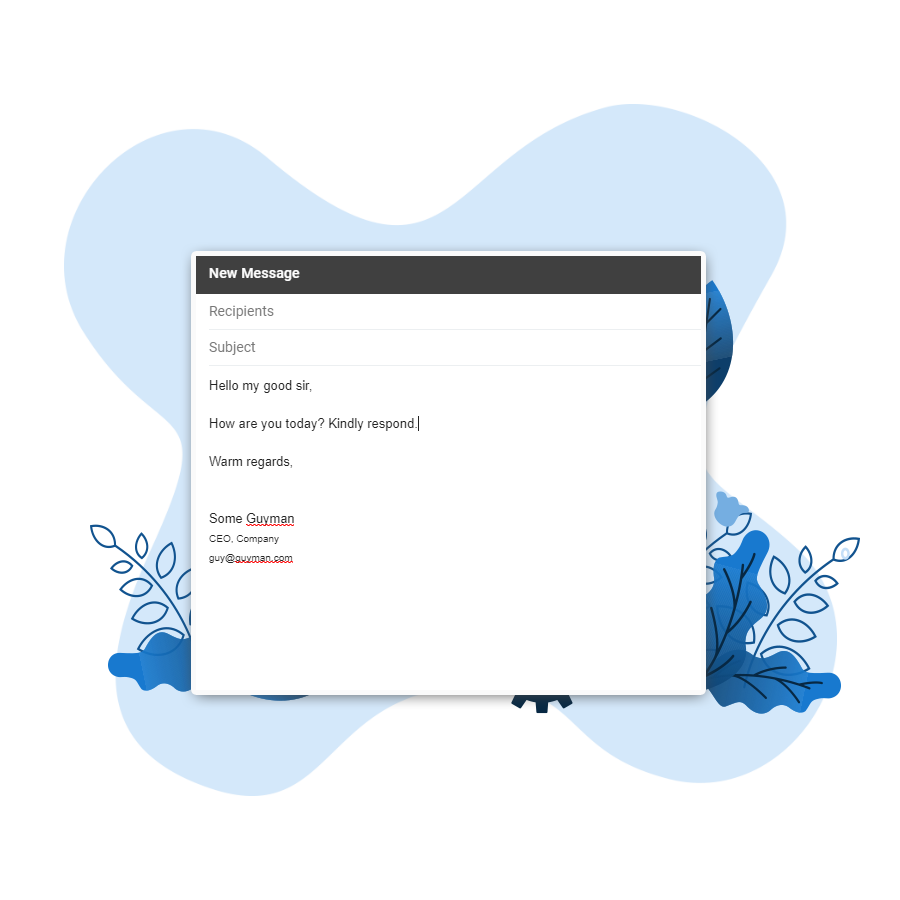 New Message
Recipients
Subject
Hello my good sir,
How are you today? Kindly respond.
Warm regards,
Some Guyman
CEO, Company
guy@guyman.com